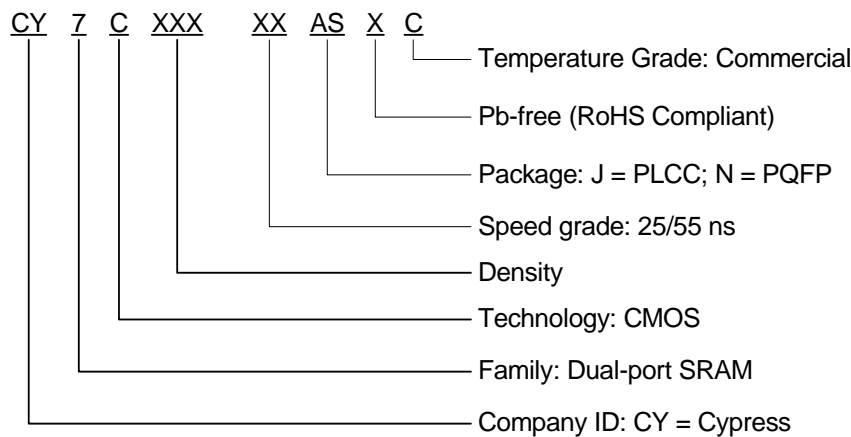 CY 7 C XXX XX AS X C
Temperature Grade: Commercial
Pb-free (RoHS Compliant)
Package: J = PLCC; N = PQFP
Speed grade: 25/55 ns
Density
Technology: CMOS
Family: Dual-port SRAM
Company ID: CY = Cypress